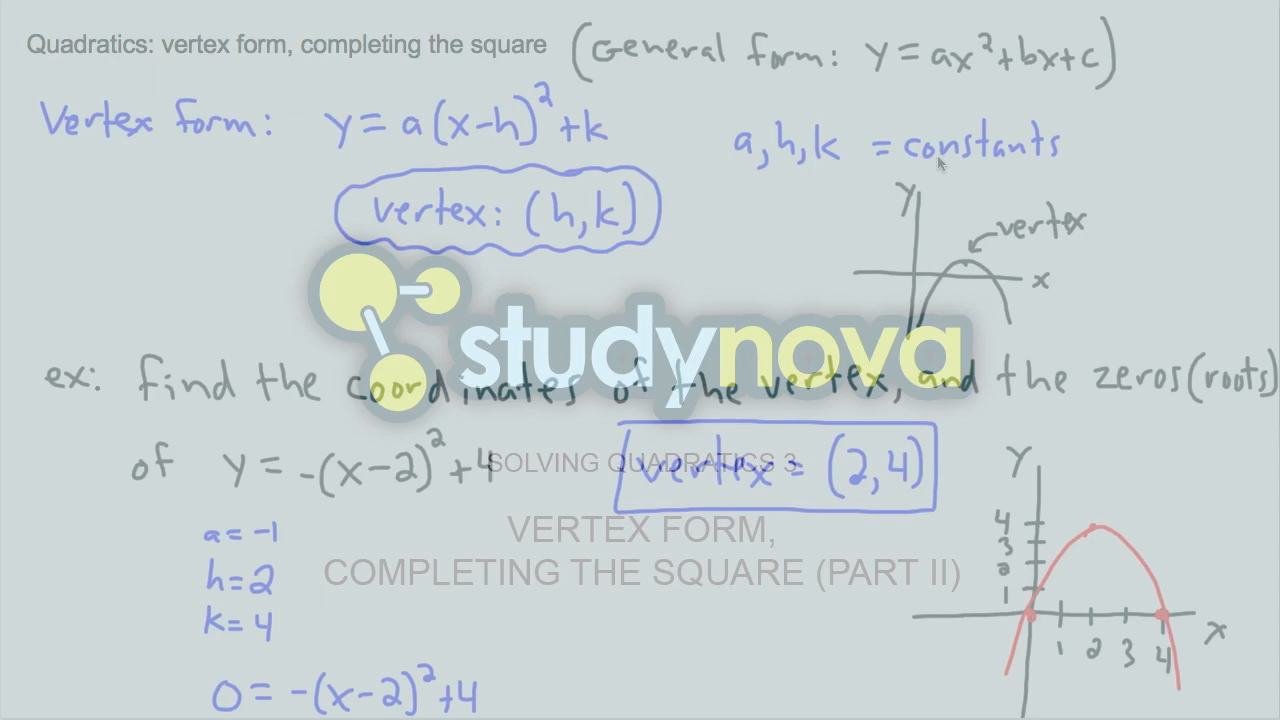 Quadratics: vertex form, completing the square (General form: y = ax²+bx+c)
Vertex form: y = a(x-h)² + k
a, h, k = constants
vertex: (h, k)
y
vertex
x
studynova
ex: find the coordinates of the vertex, and the zeros (roots)
of y = -(x-2)² + 4
SOLVING QUADRATICS 3
vertex = (2, 4)
VERTEX FORM,
COMPLETING THE SQUARE (PART II)
a = -1
h = 2
k = 4
0 = -(x-2)² + 4
y
4
3
2
1
1 2 3 4
x